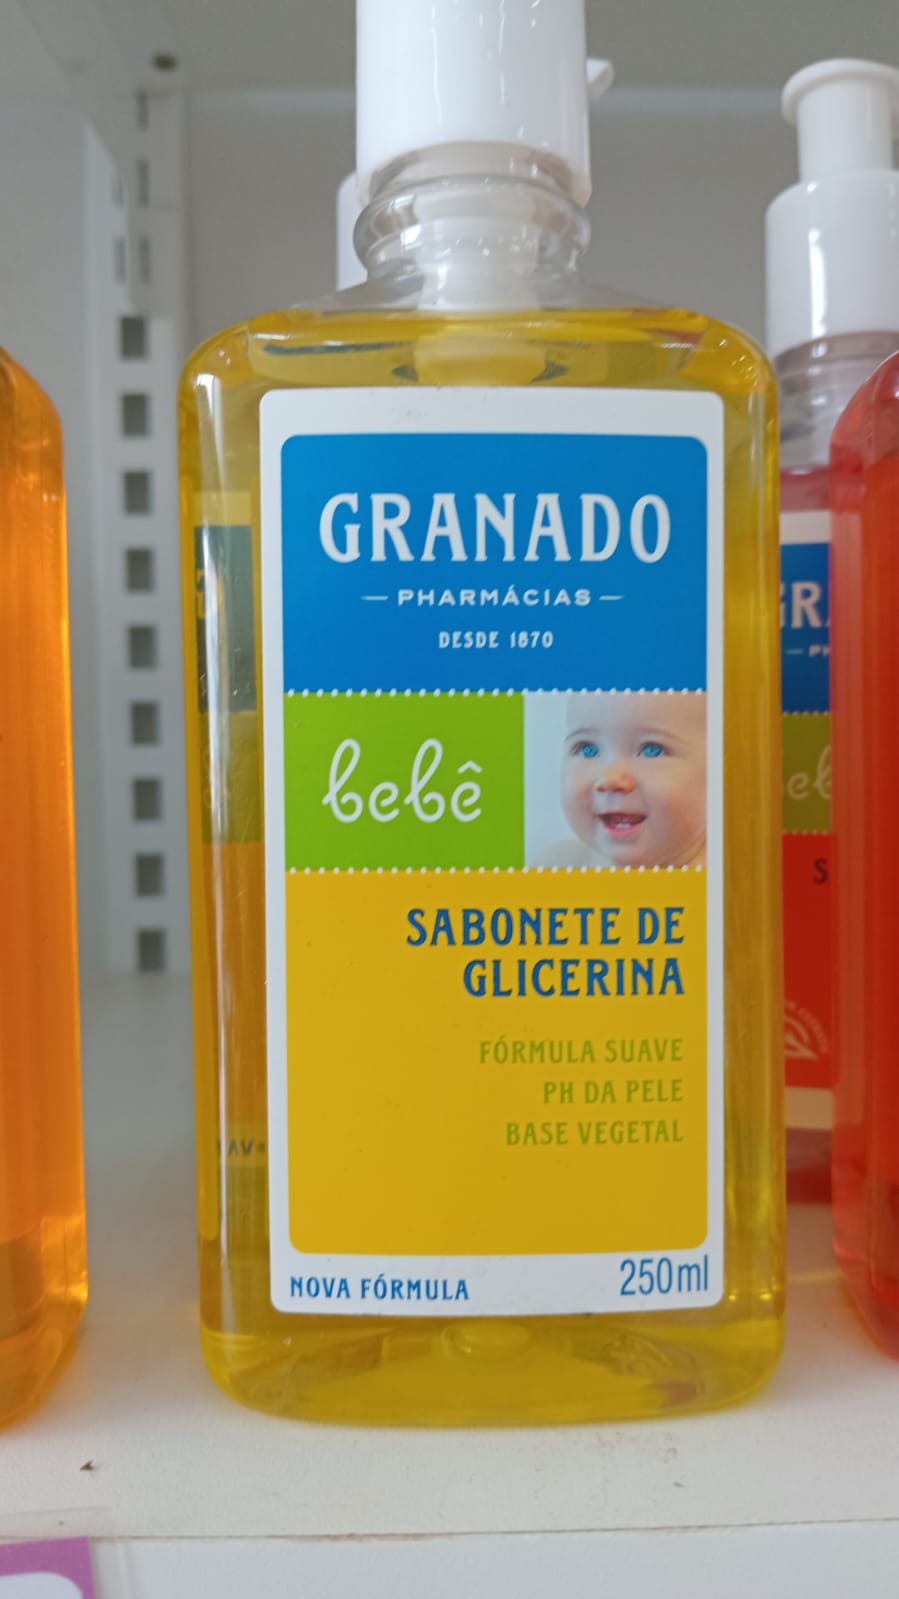 GRANADO
PHARMÁCIAS
DESDE 1870
bebê
SABONETE DE
GLICERINA
FÓRMULA SUAVE
PH DA PELE
BASE VEGETAL
NOVA FÓRMULA
250ml